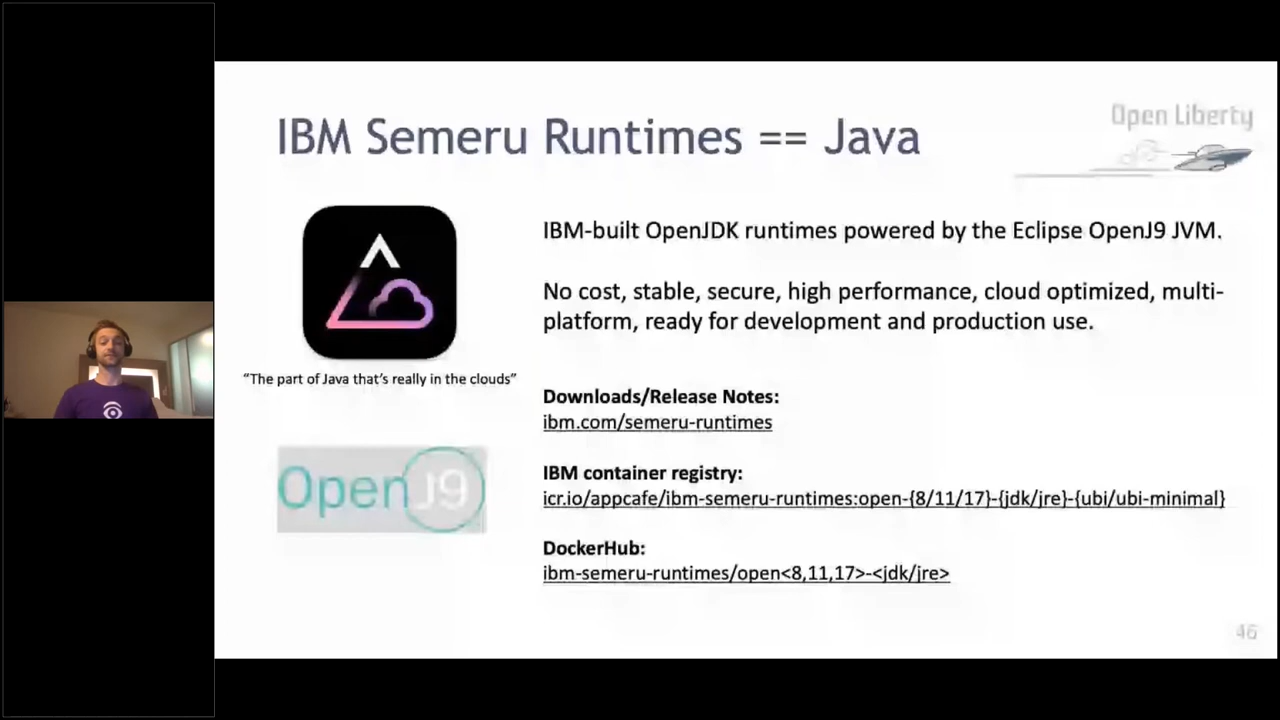 IBM Semeru Runtimes == Java
Open Liberty
IBM-built OpenJDK runtimes powered by the Eclipse OpenJ9 JVM.
No cost, stable, secure, high performance, cloud optimized, multi-
platform, ready for development and production use.
“The part of Java that’s really in the clouds”
Downloads/Release Notes:
ibm.com/semeru-runtimes
OpenJ9
IBM container registry:
icr.io/appcafe/ibm-semeru-runtimes:open-{8/11/17}-{jdk/jre}-{ubi/ubi-minimal}
DockerHub:
ibm-semeru-runtimes/open<8,11,17>-<jdk/jre>
46